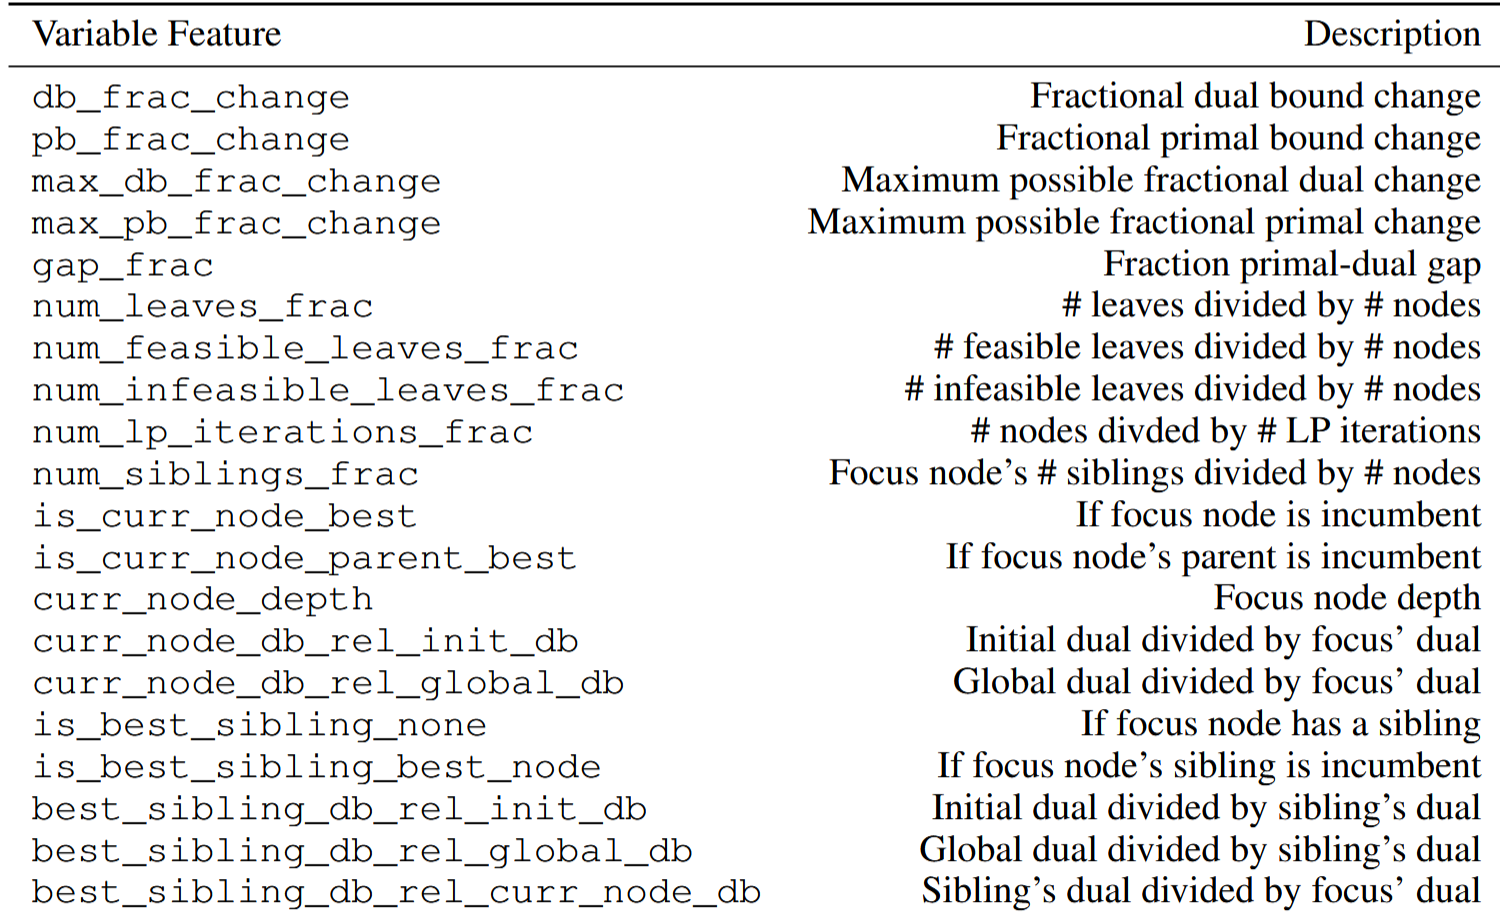 Variable Feature Description
db_frac_change Fractional dual bound change
pb_frac_change Fractional primal bound change
max_db_frac_change Maximum possible fractional dual change
max_pb_frac_change Maximum possible fractional primal change
gap_frac Fraction primal-dual gap
num_leaves_frac # leaves divided by # nodes
num_feasible_leaves_frac # feasible leaves divided by # nodes
num_infeasible_leaves_frac # infeasible leaves divided by # nodes
num_lp_iterations_frac # nodes divded by # LP iterations
num_siblings_frac Focus node's # siblings divided by # nodes
is_curr_node_best If focus node is incumbent
is_curr_node_parent_best If focus node's parent is incumbent
curr_node_depth Focus node depth
curr_node_db_rel_init_db Initial dual divided by focus' dual
curr_node_db_rel_global_db Global dual divided by focus' dual
is_best_sibling_none If focus node has a sibling
is_best_sibling_best_node If focus node's sibling is incumbent
best_sibling_db_rel_init_db Initial dual divided by sibling's dual
best_sibling_db_rel_global_db Global dual divided by sibling's dual
best_sibling_db_rel_curr_node_db Sibling's dual divided by focus' dual